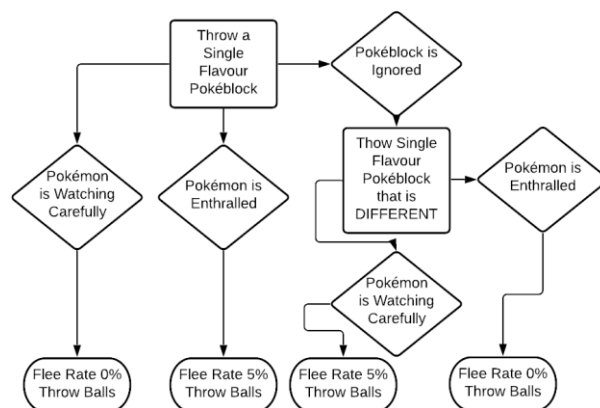 Throw a
Single
Flavour
Pokéblock
Pokéblock is
Ignored
Pokémon
is Watching
Carefully
Pokémon is
Enthralled
Thow Single
Flavour
Pokéblock
that is
DIFFERENT
Pokémon is
Enthralled
Pokémon
is Watching
Carefully
Flee Rate 0%
Throw Balls
Flee Rate 5%
Throw Balls
Flee Rate 5%
Throw Balls
Flee Rate 0%
Throw Balls